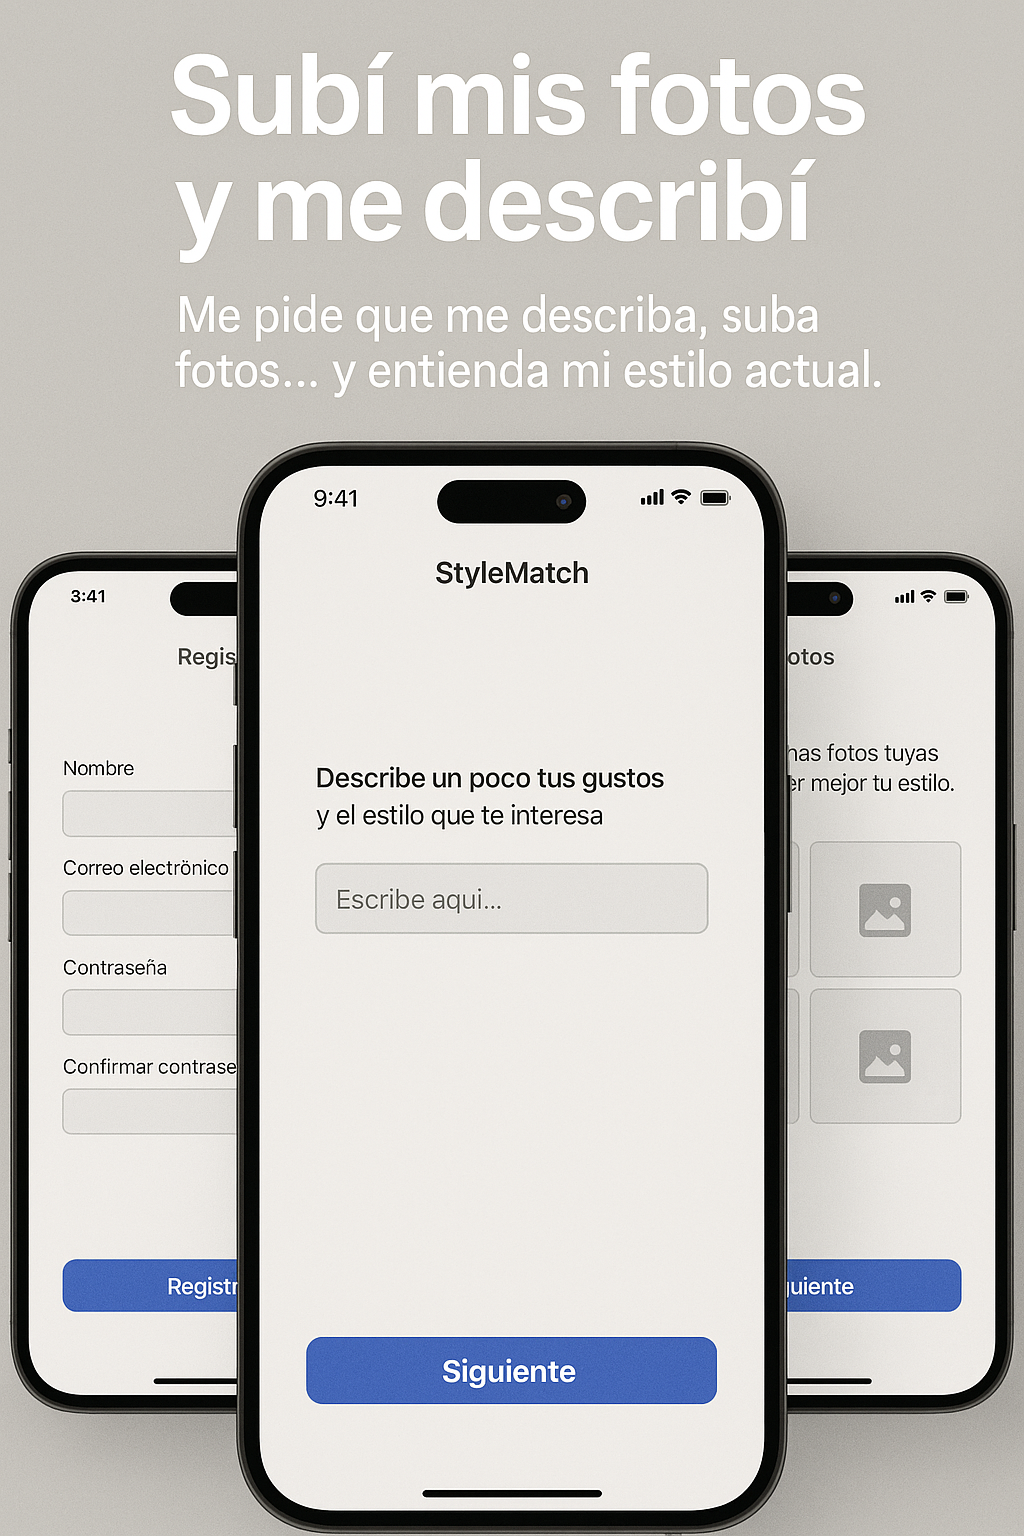 Subí mis fotos
y me describí
Me pide que me describa, suba
fotos... y entienda mi estilo actual.
9:41
StyleMatch
Describe un poco tus gustos
y el estilo que te interesa
Escribe aqui...
Siguiente
3:41
Regis
Nombre
Correo electrönico
Contraseña
Confirmar contrase
Registr
otos
has fotos tuyas
er mejor tu estilo.
guiente